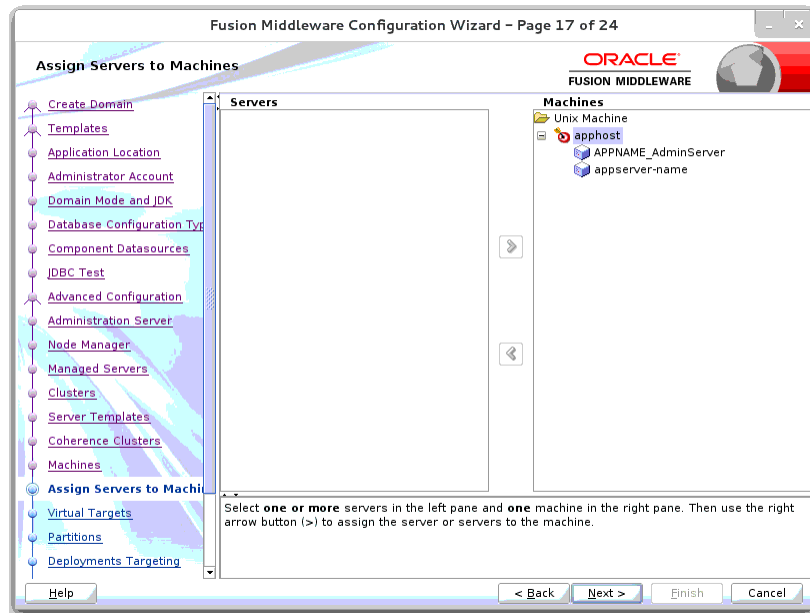 Fusion Middleware Configuration Wizard – Page 17 of 24
Assign Servers to Machines
ORACLE
FUSION MIDDLEWARE
Create Domain
Templates
Application Location
Administrator Account
Domain Mode and JDK
Database Configuration Typ
Component Datasources
JDBC Test
Advanced Configuration
Administration Server
Node Manager
Managed Servers
Clusters
Server Templates
Coherence Clusters
Machines
Assign Servers to Machi
Virtual Targets
Partitions
Deployments Targeting
Servers
Machines
Unix Machine
apphost
APPNAME_AdminServer
appserver-name
Select one or more servers in the left pane and one machine in the right pane. Then use the right
arrow button (>) to assign the server or servers to the machine.
Help
< Back
Next >
Finish
Cancel